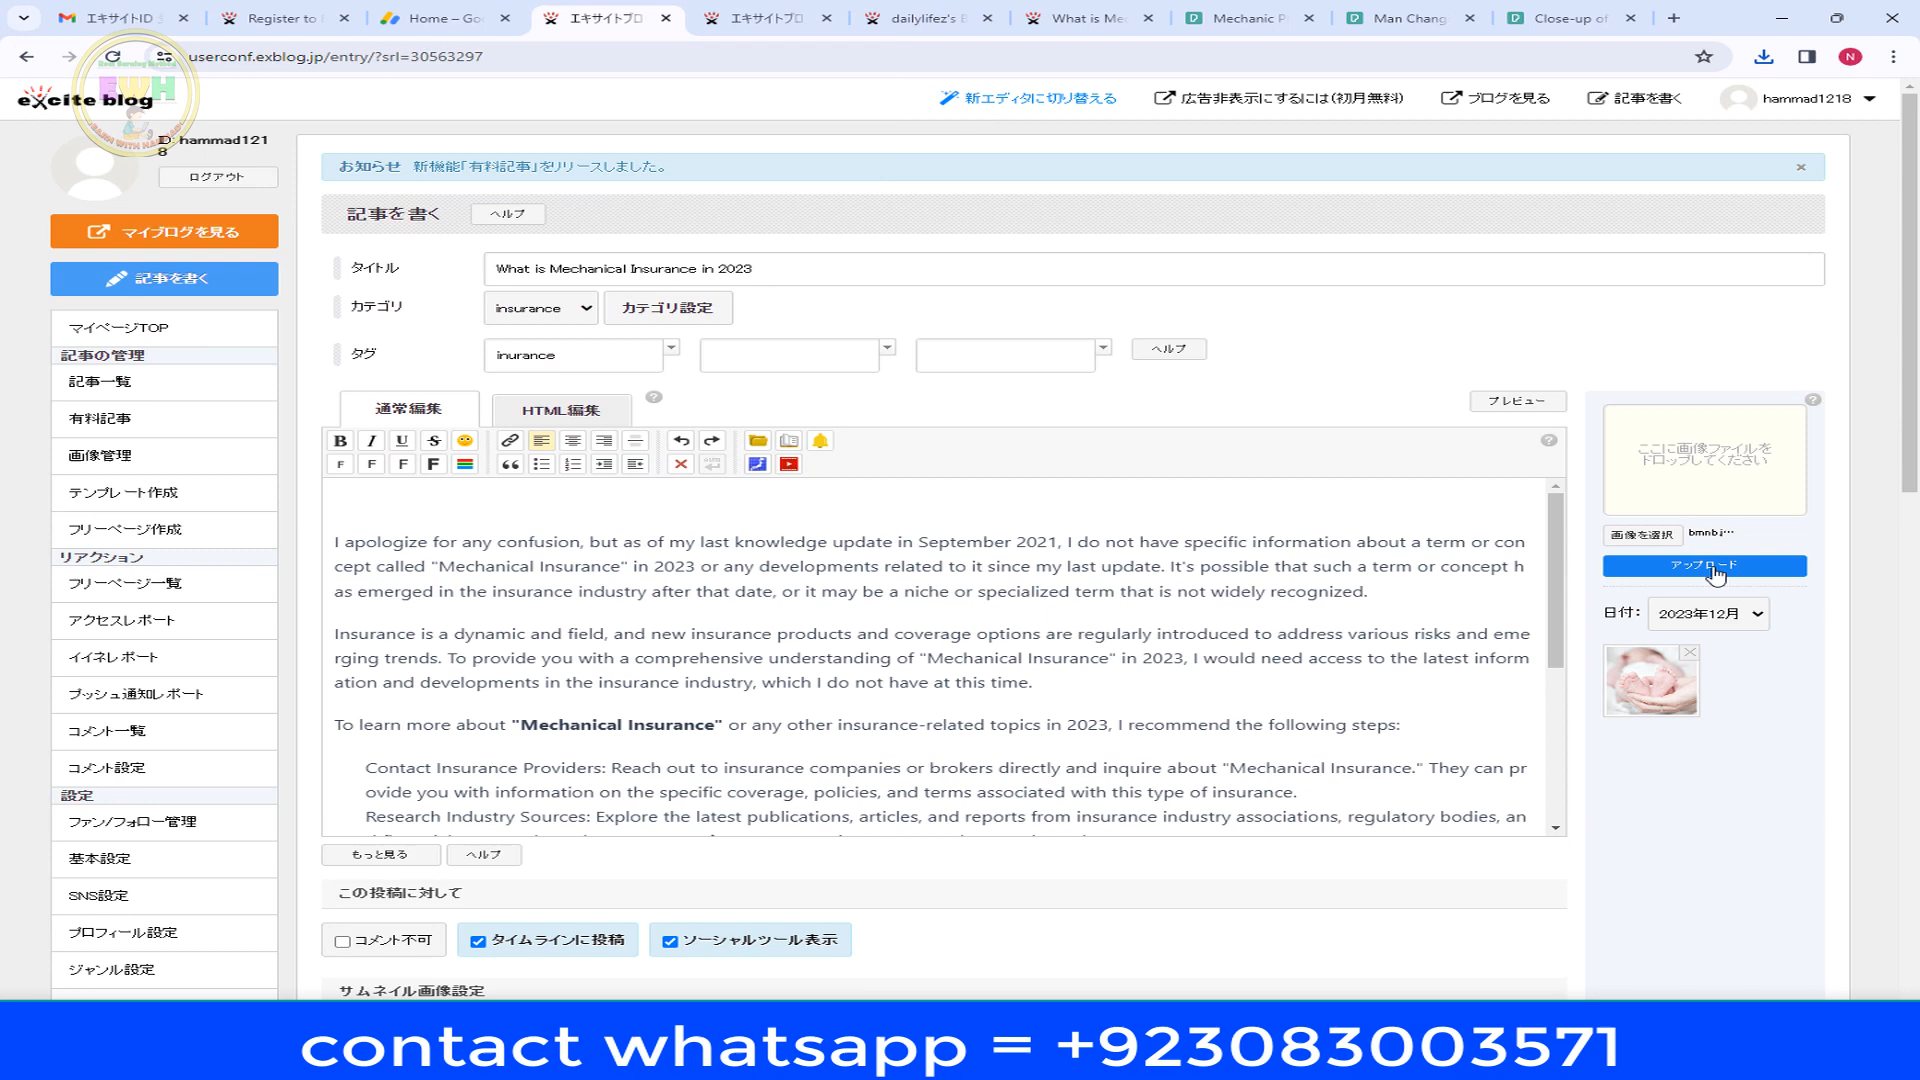 エキサイトID
Register to
Home – Go
エキサイトブロ
エキサイトブロ
dailylifez's B
What is Me
Mechanic P
Man Chang
Close-up of
userconf.exblog.jp/entry/?srl=30563297
N
EWH
LEARN WITH HAMMAD
excite blog
新エディタに切り替える
広告非表示にするには(初月無料)
ブログを見る
記事を書く
hammad1218
ID: hammad121
8
ログアウト
マイブログを見る
記事を書く
マイページTOP
記事の管理
記事一覧
有料記事
画像管理
テンプレート作成
フリーページ作成
リアクション
フリーページ一覧
アクセスレポート
イイネレポート
プッシュ通知レポート
コメント一覧
コメント設定
設定
ファン/フォロー管理
基本設定
SNS設定
プロフィール設定
ジャンル設定
お知らせ 新機能「有料記事」をリリースしました。
記事を書く
ヘルプ
タイトル
What is Mechanical Insurance in 2023
カテゴリ
insurance
カテゴリ設定
タグ
inurance
ヘルプ
通常編集
HTML編集
プレビュー
I apologize for any confusion, but as of my last knowledge update in September 2021, I do not have specific information about a term or con
cept called "Mechanical Insurance" in 2023 or any developments related to it since my last update. It's possible that such a term or concept h
as emerged in the insurance industry after that date, or it may be a niche or specialized term that is not widely recognized.
Insurance is a dynamic and field, and new insurance products and coverage options are regularly introduced to address various risks and eme
rging trends. To provide you with a comprehensive understanding of "Mechanical Insurance" in 2023, I would need access to the latest inform
ation and developments in the insurance industry, which I do not have at this time.
To learn more about "Mechanical Insurance" or any other insurance-related topics in 2023, I recommend the following steps:
Contact Insurance Providers: Reach out to insurance companies or brokers directly and inquire about "Mechanical Insurance." They can pr
ovide you with information on the specific coverage, policies, and terms associated with this type of insurance.
Research Industry Sources: Explore the latest publications, articles, and reports from insurance industry associations, regulatory bodies, an
もっと見る
ヘルプ
この投稿に対して
コメント不可
タイムラインに投稿
ソーシャルツール表示
サムネイル画像設定
ここに画像ファイルを
ドロップしてください
画像を選択
bmnbj…
アップロード
日付:
2023年12月
contact whatsapp = +923083003571